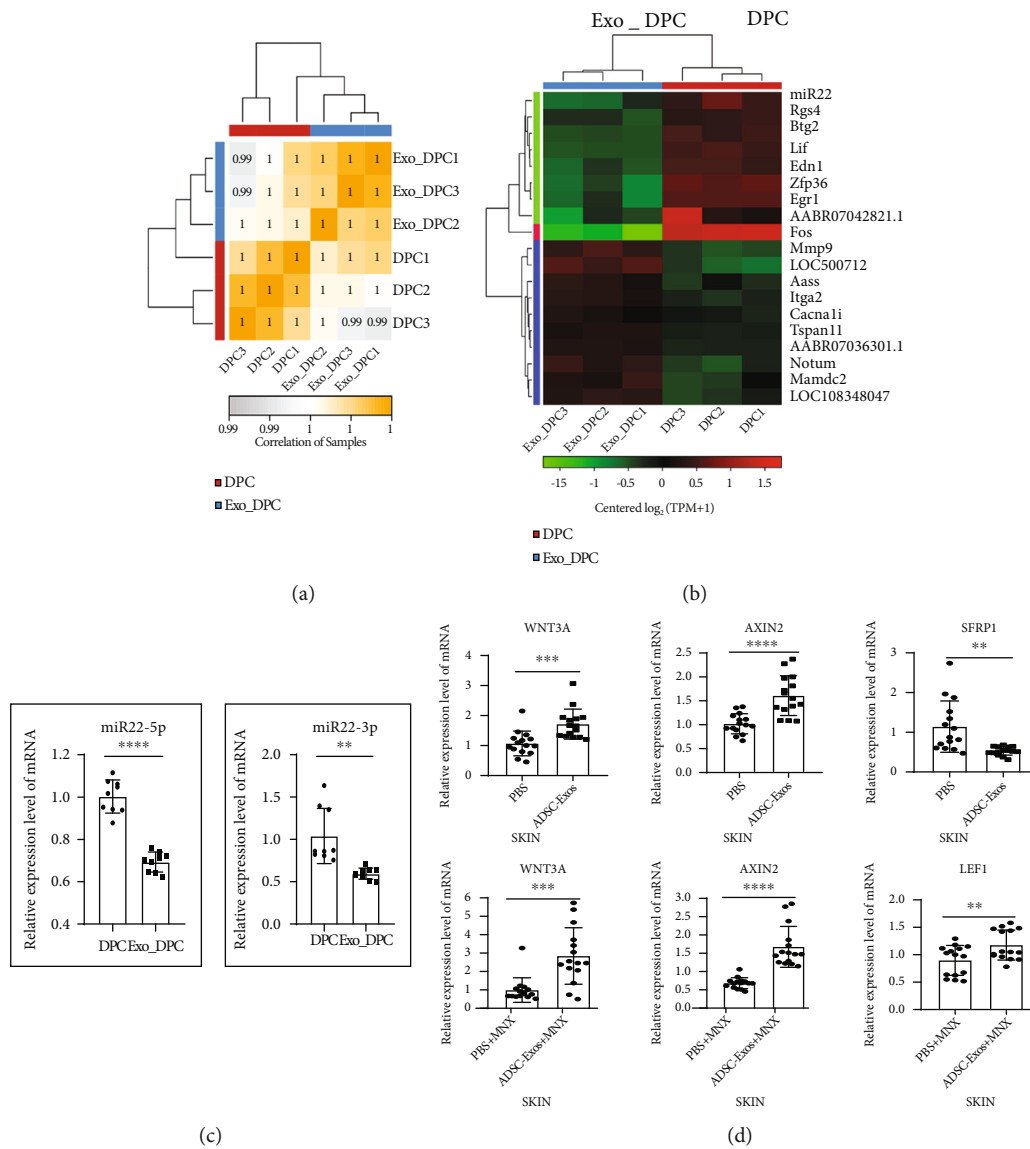 Exo_DPC1
Exo_DPC3
Exo_DPC2
DPC1
DPC2
DPC3
0.99 1 1 1 1 1
0.99 1 1 1 1 1
1 1 1 1 1 1
1 1 1 1 1 1
1 1 1 1 1 1
1 1 1 1 0.99 0.99
DPC3 DPC2 DPC1 Exo_DPC2 Exo_DPC3 Exo_DPC1
0.99 0.99 1 1 1
Correlation of Samples
DPC
Exo_DPC
(a)
Exo _ DPC DPC
miR22
Rgs4
Btg2
Lif
Edn1
Zfp36
Egr1
AABR07042821.1
Fos
Mmp9
LOC500712
Aass
Itga2
Cacna1i
Tspan11
AABR07036301.1
Notum
Mamdc2
LOC108348047
Exo_DPC3 Exo_DPC2 Exo_DPC1 DPC3 DPC2 DPC1
-15 -1 -0.5 0 0.5 1 1.5
Centered log2 (TPM+1)
DPC
Exo_DPC
(b)
miR22-5p
****
Relative expression level of mRNA
1.2
1.0
0.8
0.6
0.4
DPC Exo_DPC
miR22-3p
**
Relative expression level of mRNA
2.0
1.5
1.0
0.5
0.0
DPC Exo_DPC
(c)
WNT3A
***
Relative expression level of mRNA
4
3
2
1
0
PBS ADSC-Exos
SKIN
AXIN2
****
Relative expression level of mRNA
2.5
2.0
1.5
1.0
0.5
0.0
PBS ADSC-Exos
SKIN
SFRP1
**
Relative expression level of mRNA
3
2
1
0
PBS ADSC-Exos
SKIN
WNT3A
***
Relative expression level of mRNA
6
5
4
3
2
1
0
PBS+MNX ADSC-Exos+MNX
SKIN
AXIN2
****
Relative expression level of mRNA
3.0
2.5
2.0
1.5
1.0
0.5
0.0
PBS+MNX ADSC-Exos+MNX
SKIN
LEF1
**
Relative expression level of mRNA
2.0
1.5
1.0
0.5
0.0
PBS+MNX ADSC-Exos+MNX
SKIN
(d)